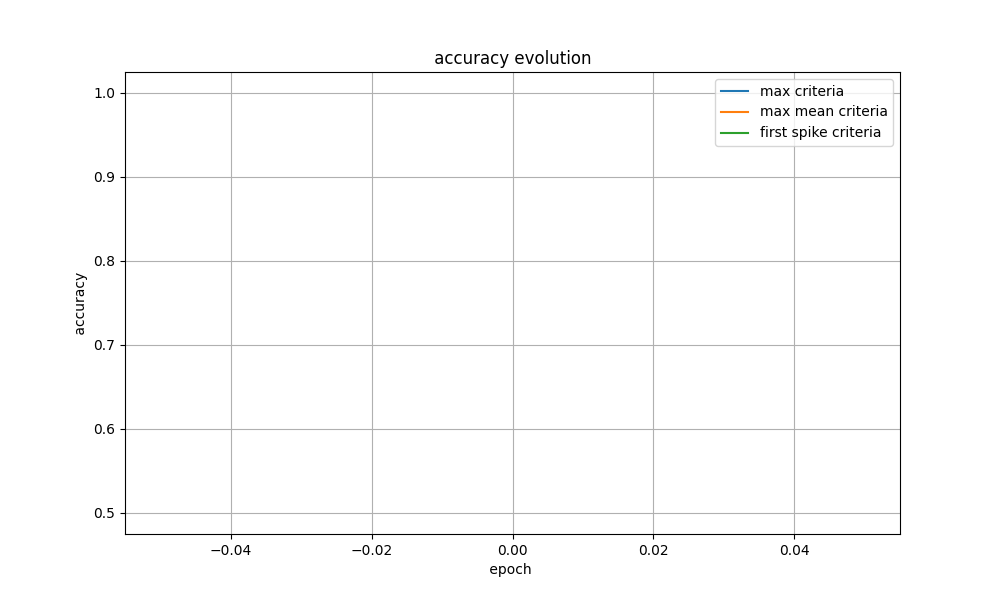 accuracy evolution
max criteria
max mean criteria
first spike criteria
1.0
0.9
0.8
0.7
0.6
0.5
accuracy
−0.04
−0.02
0.00
0.02
0.04
epoch